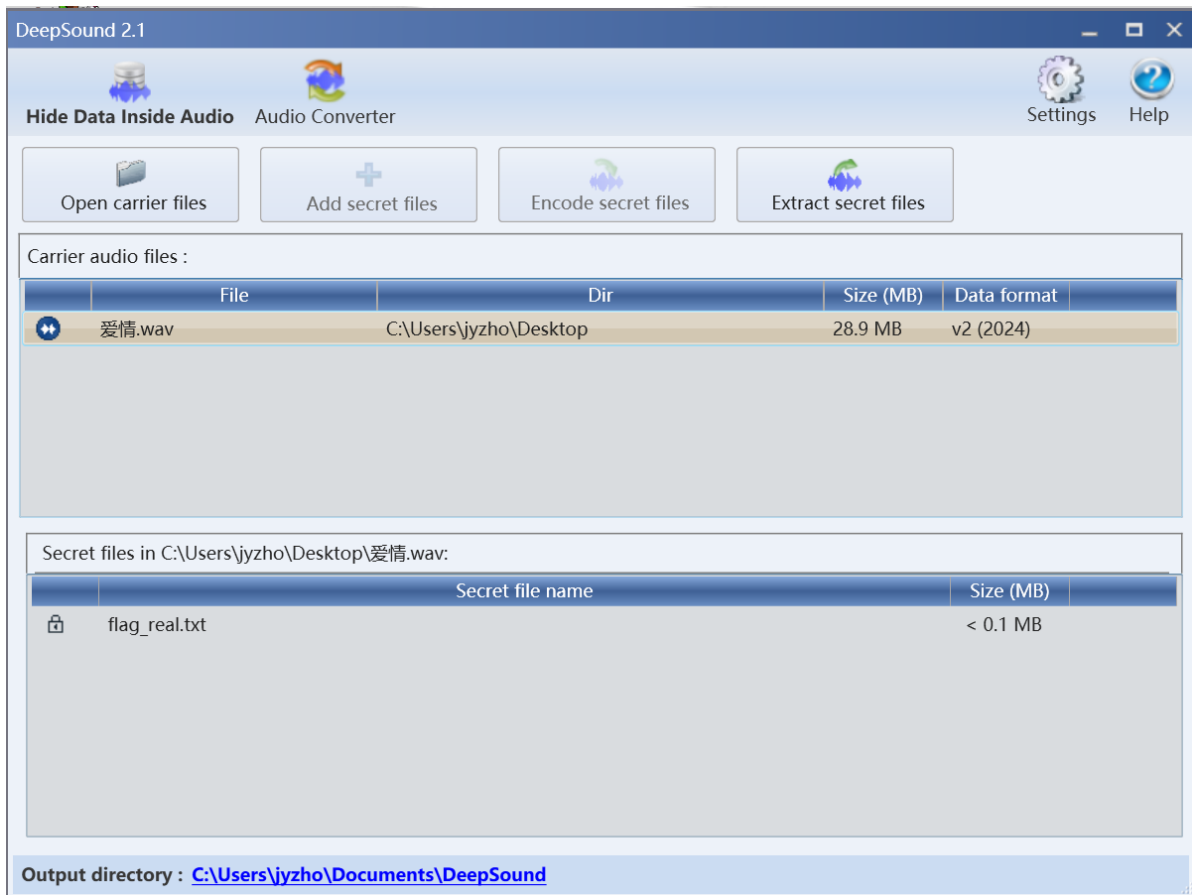 DeepSound 2.1
Hide Data Inside Audio Audio Converter Settings Help
Open carrier files Add secret files Encode secret files Extract secret files
Carrier audio files :
File Dir Size (MB) Data format
爱情.wav C:\Users\jyzho\Desktop 28.9 MB v2 (2024)
Secret files in C:\Users\jyzho\Desktop\爱情.wav:
Secret file name Size (MB)
flag_real.txt < 0.1 MB
Output directory : C:\Users\jyzho\Documents\DeepSound